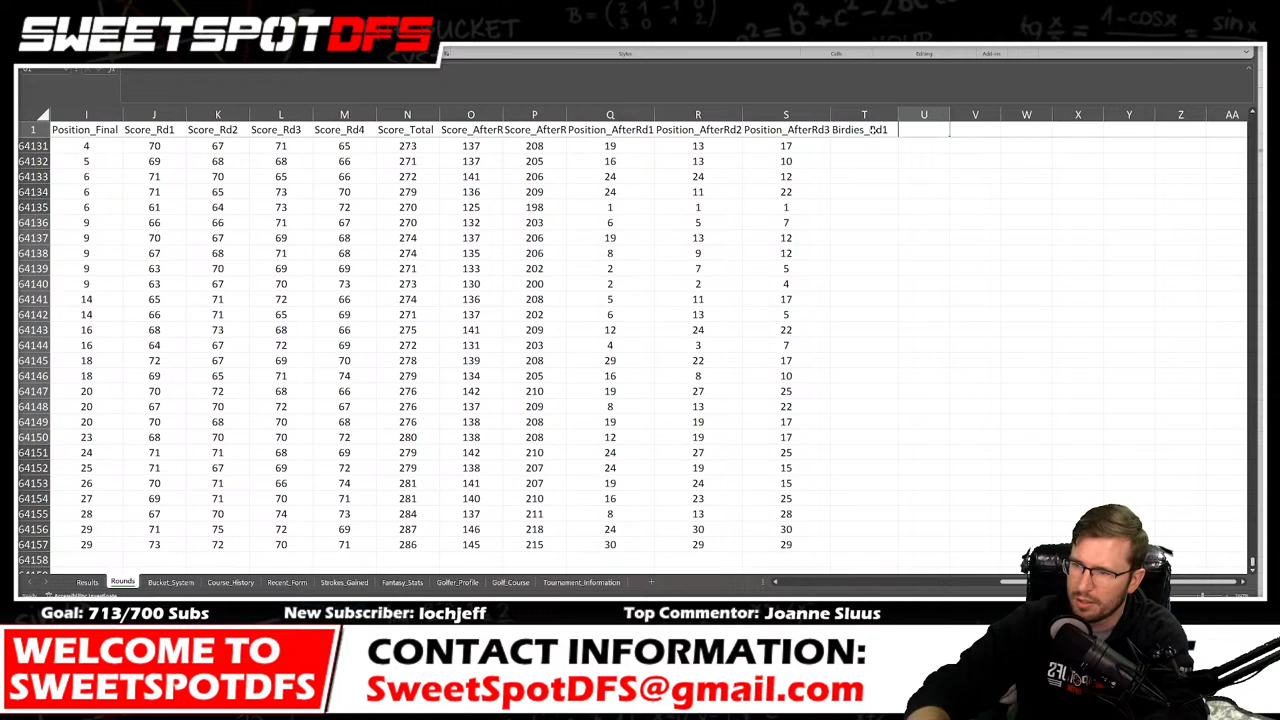 SWEETSPOTDFS
Styles Cells Editing Add-ins
I J K L M N O P Q R S T U V W X Y Z AA
1 Position_Final Score_Rd1 Score_Rd2 Score_Rd3 Score_Rd4 Score_Total Score_AfterR Score_AfterR Position_AfterRd1 Position_AfterRd2 Position_AfterRd3 Birdies_Rd1
64131 4 70 67 71 65 273 137 208 19 13 17
64132 5 69 68 68 66 271 137 205 16 13 10
64133 6 71 70 65 66 272 141 206 24 24 12
64134 6 71 65 73 70 279 136 209 24 11 22
64135 6 61 64 73 72 270 125 198 1 1 1
64136 9 66 66 71 67 270 132 203 6 5 7
64137 9 70 67 69 68 274 137 206 19 13 12
64138 9 67 68 71 68 274 135 206 8 9 12
64139 9 63 70 69 69 271 133 202 2 7 5
64140 9 63 67 70 73 273 130 200 2 2 4
64141 14 65 71 72 66 274 136 208 5 11 17
64142 14 66 71 65 69 271 137 202 6 13 5
64143 16 68 73 68 66 275 141 209 12 24 22
64144 16 64 67 72 69 272 131 203 4 3 7
64145 18 72 67 69 70 278 139 208 29 22 17
64146 18 69 65 71 74 279 134 205 16 8 10
64147 20 70 72 68 66 276 142 210 19 27 25
64148 20 67 70 72 67 276 137 209 8 13 22
64149 20 70 68 70 68 276 138 208 19 19 17
64150 23 68 70 70 72 280 138 208 12 19 17
64151 24 71 71 68 69 279 142 210 24 27 25
64152 25 71 67 69 72 279 138 207 24 19 15
64153 26 70 71 66 74 281 141 207 19 24 15
64154 27 69 71 70 71 281 140 210 16 23 25
64155 28 67 70 74 73 284 137 211 8 13 28
64156 29 71 75 72 69 287 146 218 24 30 30
64157 29 73 72 70 71 286 145 215 30 29 29
64158
Results Rounds Bucket_System Course_History Recent_Form Strokes_Gained Fantasy_Stats Golfer_Profile Golf_Course Tournament_Information
Goal: 713/700 Subs New Subscriber: lochjeff Top Commentor: Joanne Sluus
WELCOME TO
SWEETSPOTDFS
CONTACT INFORMATION:
SweetSpotDFS@gmail.com